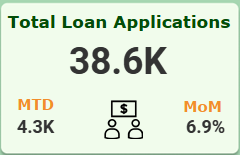 Total Loan Applications
38.6K
MTD
MoM
$
4.3K
6.9%